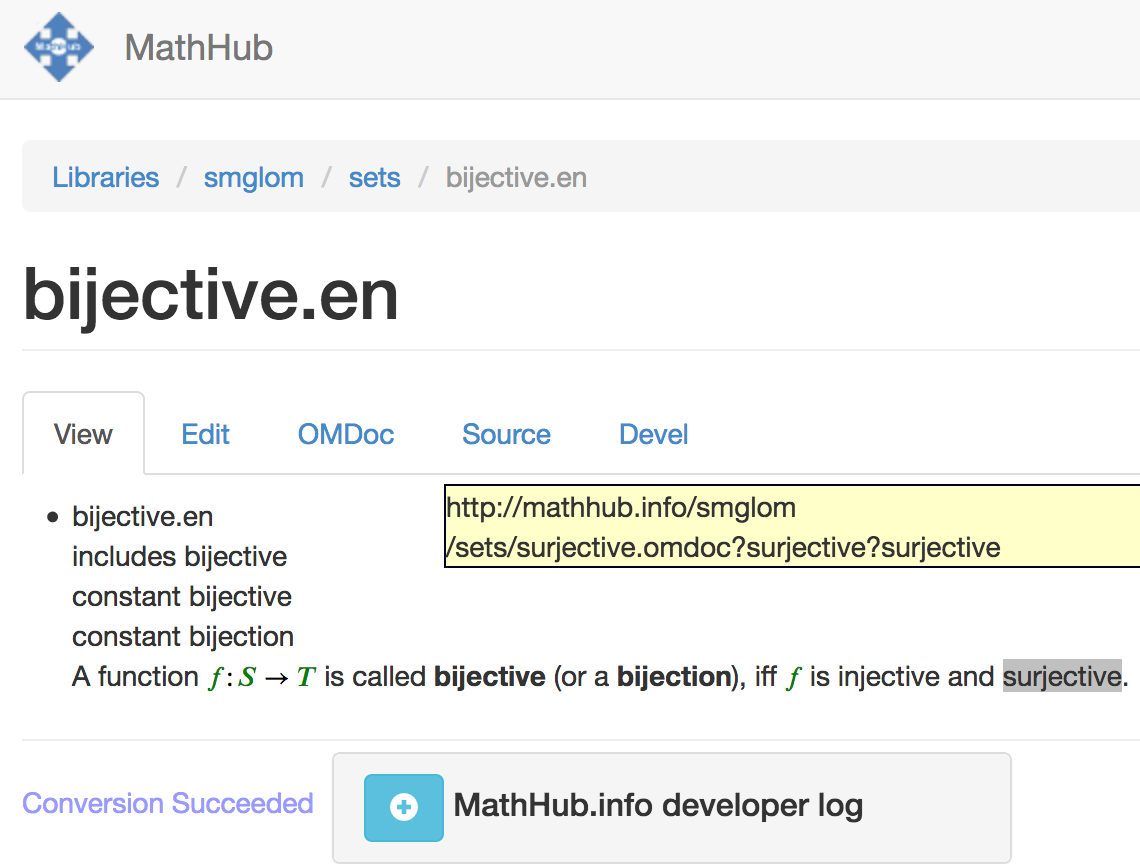 MathHub
MathHub
Libraries / smglom / sets / bijective.en
bijective.en
View Edit OMDoc Source Devel
http://mathhub.info/smglom
/sets/surjective.omdoc?surjective?surjective
• bijective.en
includes bijective
constant bijective
constant bijection
A function f : S → T is called bijective (or a bijection), iff f is injective and surjective.
Conversion Succeeded
MathHub.info developer log